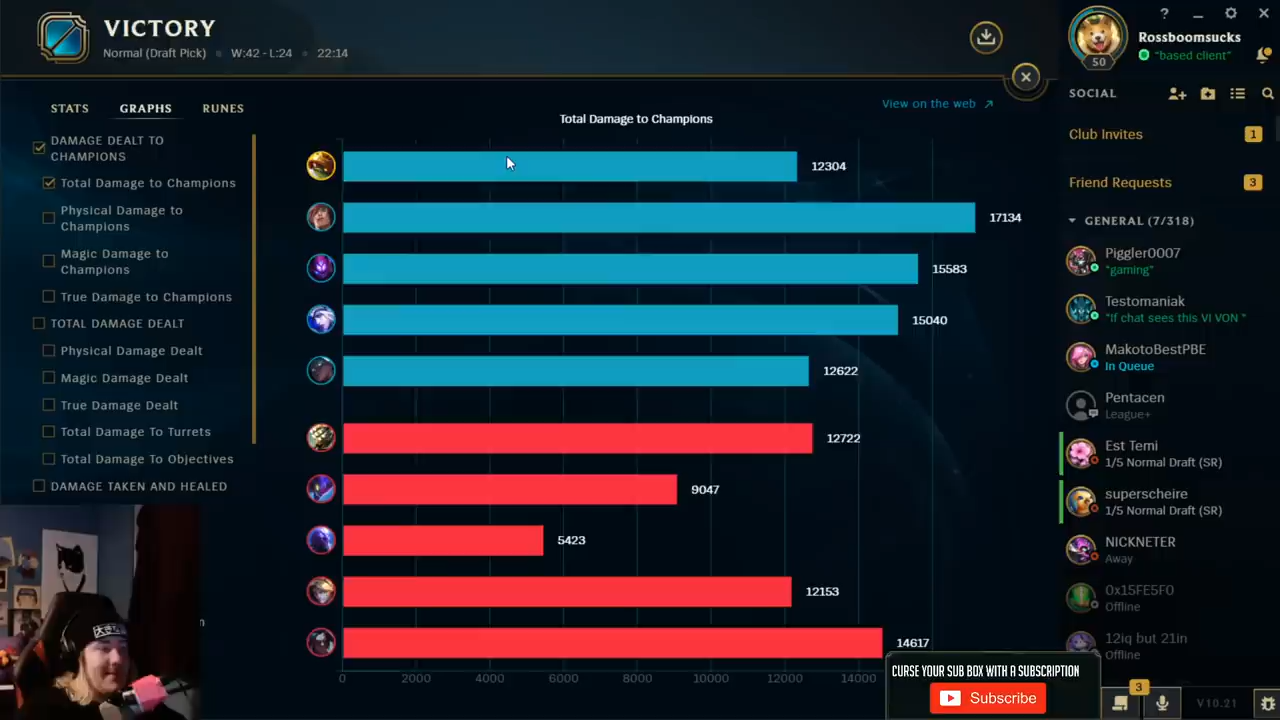 VICTORY
Normal (Draft Pick) W:42 - L:24 22:14
STATS GRAPHS RUNES
DAMAGE DEALT TO
CHAMPIONS
Total Damage to Champions
Physical Damage to
Champions
Magic Damage to
Champions
True Damage to Champions
TOTAL DAMAGE DEALT
Physical Damage Dealt
Magic Damage Dealt
True Damage Dealt
Total Damage To Turrets
Total Damage To Objectives
DAMAGE TAKEN AND HEALED
View on the web
Total Damage to Champions
12304
17134
15583
15040
12622
12722
9047
5423
12153
14617
0 2000 4000 6000 8000 10000 12000 14000
50
Rossboomsucks
"based client"
SOCIAL
Club Invites 1
Friend Requests 3
GENERAL (7/318)
Piggler0007
"gaming"
Testomaniak
"If chat sees this VI VON "
MakotoBestPBE
In Queue
Pentacen
League+
Est Temi
1/5 Normal Draft (SR)
superscheire
1/5 Normal Draft (SR)
NICKNETER
Away
0x15FE5F0
Offline
12iq but 21in
Offline
CURSE YOUR SUB BOX WITH A SUBSCRIPTION
Subscribe
3
V10.21